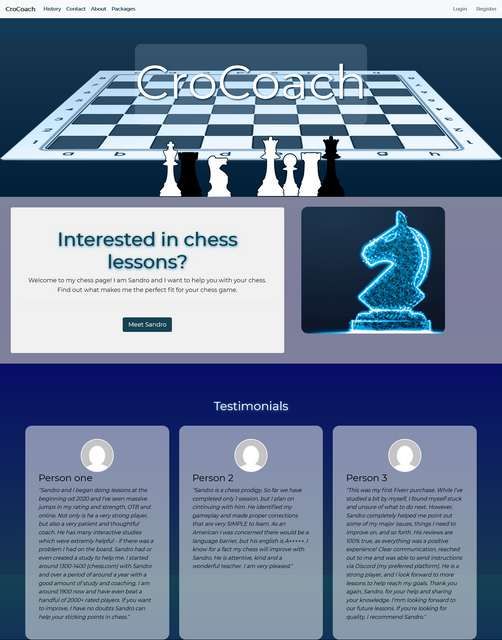 CroCoach History Contact About Packages Login Register
CroCoach
a b g h
Interested in chess
lessons?
Welcome to my chess page! I am Sandro and I want to help you with your chess.
Find out what makes me the perfect fit for your chess game.
Meet Sandro
Testimonials
Person one
"Sandro and I began doing lessons at the
beginning od 2020 and I've seen massive
jumps in my rating and strength, OTB and
online. Not only is he a very strong player,
but also a very patient and thoughtful
coach. He has many interactive studies
which were extremly helpful - if there was a
problem I had on the board, Sandro had or
even created a study to help me. I started
around 1300-1400 (chess.com) with Sandro
and over a period of around a year with a
good amount of study and coaching, I am
around 1900 now and have even beat a
handful of 2000+ rated players. If you want
to improve, I have no doubts Sandro can
help your sticking points in chess."
Person 2
"Sandro is a chess prodigy. So far we have
completed only 1 session, but I plan on
continuing with him. He identified my
gameplay and made proper corrections
that are very SIMPLE to learn. As an
American I was concerned there would be a
language barrier, but his english is A+++++. I
know for a fact my chess will improve with
Sandro. He is attentive, kind and a
wonderful teacher. I am very pleased."
Person 3
"This was my first Fiverr purchase. While I've
studied a bit by myself, I found myself stuck
and unsure of what to do next. However,
Sandro completely helped me point out
some of my major issues, things I need to
improve on, and so forth. His reviews are
100% true, as everything was a positive
experience! Clear communication, reached
out to me and was able to send instructions
via Discord (my preferred platform). He is a
strong player, and I look forward to more
lessons to help reach my goals. Thank you
again, Sandro, for your help and sharing
your knowledge. I'mm looking forward to
our future lessons. If you're looking for
quality, I recommend Sandro."